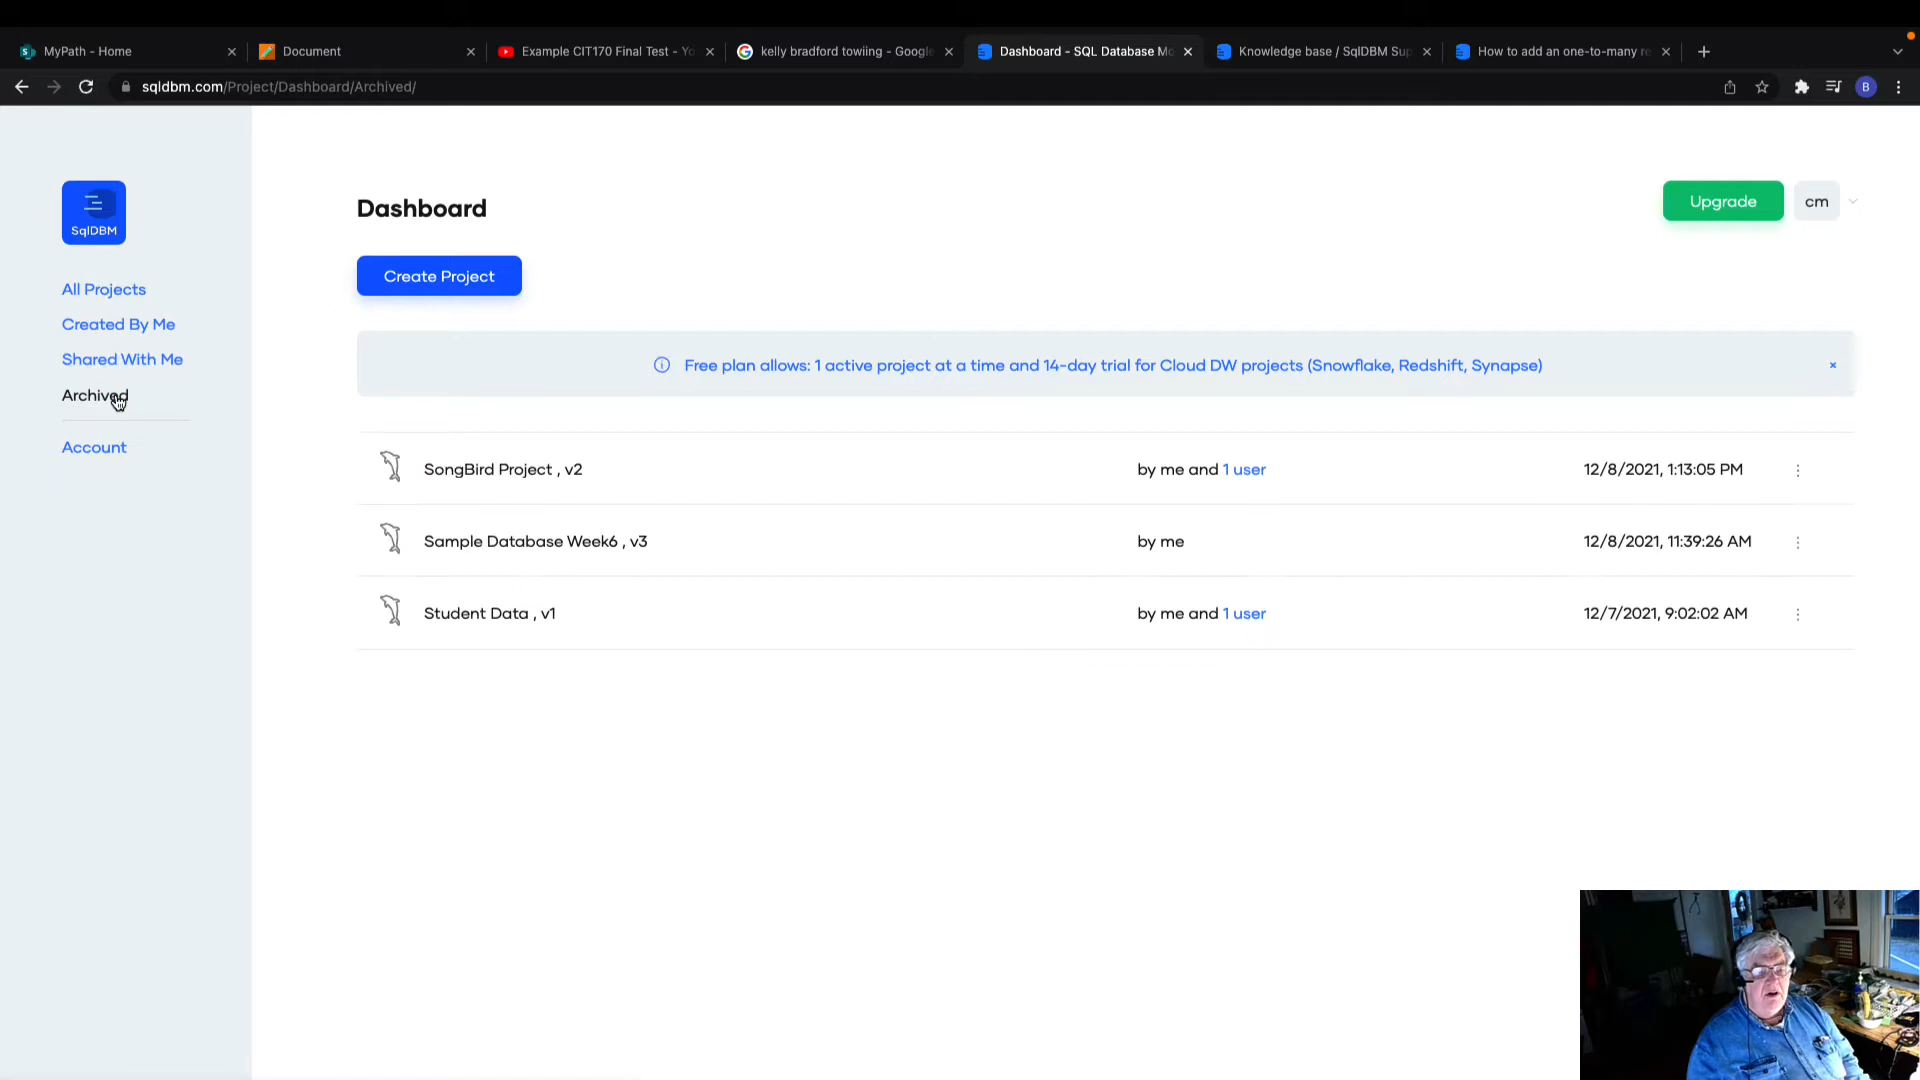 MyPath - Home
Document
Example CIT170 Final Test - Yo
kelly bradford towiing - Google
Dashboard - SQL Database Mo
Knowledge base / SqlDBM Sup
How to add an one-to-many re
sqldbm.com/Project/Dashboard/Archived/
B
SqlDBM
All Projects
Created By Me
Shared With Me
Archived
Account
Dashboard
Upgrade
cm
Create Project
Free plan allows: 1 active project at a time and 14-day trial for Cloud DW projects (Snowflake, Redshift, Synapse)
SongBird Project , v2 by me and 1 user 12/8/2021, 1:13:05 PM
Sample Database Week6 , v3 by me 12/8/2021, 11:39:26 AM
Student Data , v1 by me and 1 user 12/7/2021, 9:02:02 AM